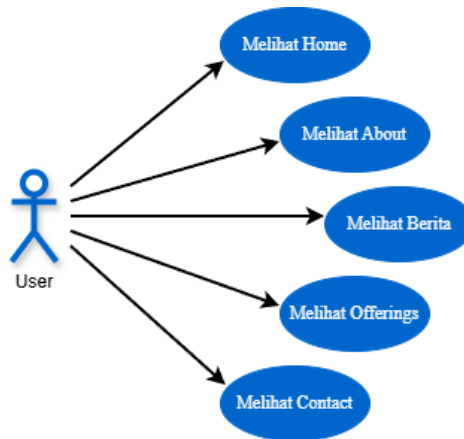 Melihat Home
Melihat About
Melihat Berita
User
Melihat Offerings
Melihat Contact